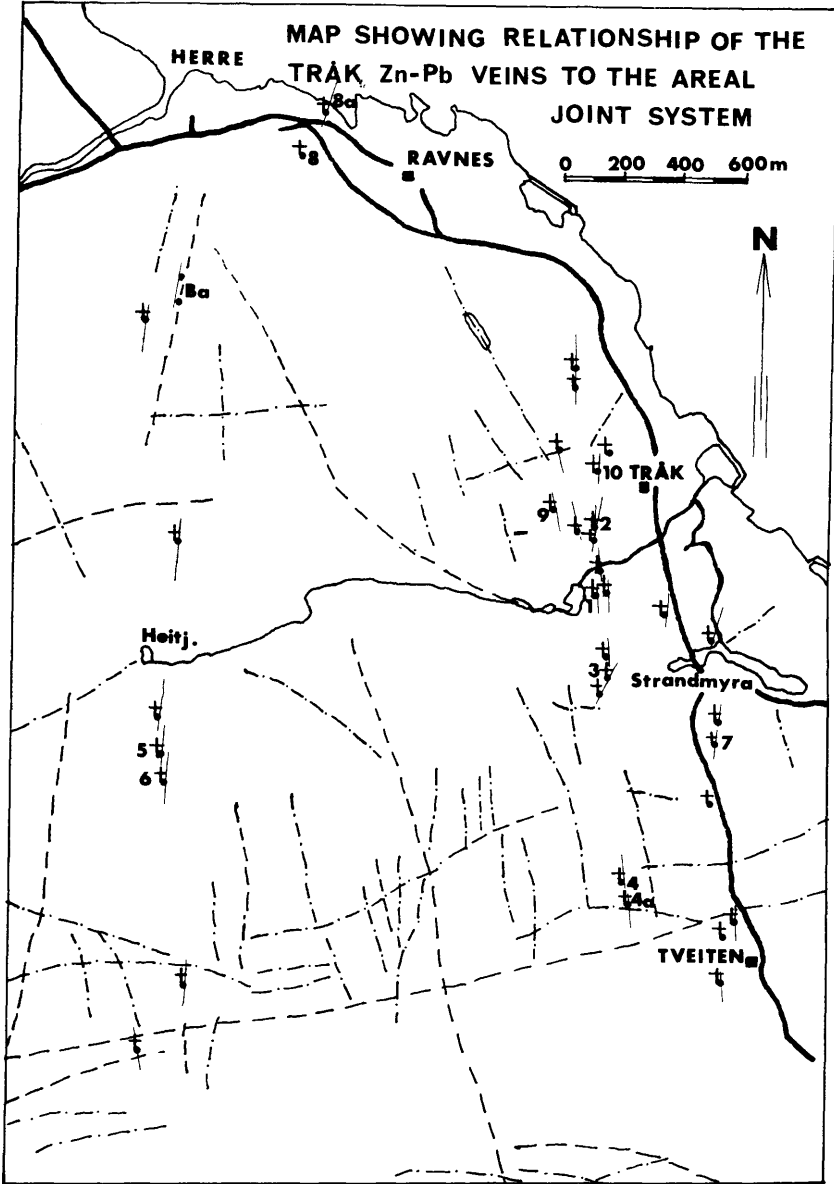 MAP SHOWING RELATIONSHIP OF THE
TRÅK Zn-Pb VEINS TO THE AREAL
JOINT SYSTEM
HERRE
8a
8
RAVNES
0 200 400 600m
N
Ba
10 TRÅK
9
2
1
Høitj.
3
Strandmyra
5
7
6
4
4a
TVEITEN